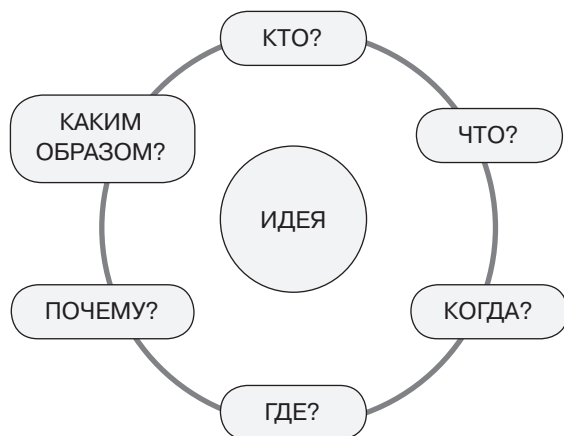 КТО?
ЧТО?
КОГДА?
ГДЕ?
ПОЧЕМУ?
КАКИМ
ОБРАЗОМ?
ИДЕЯ